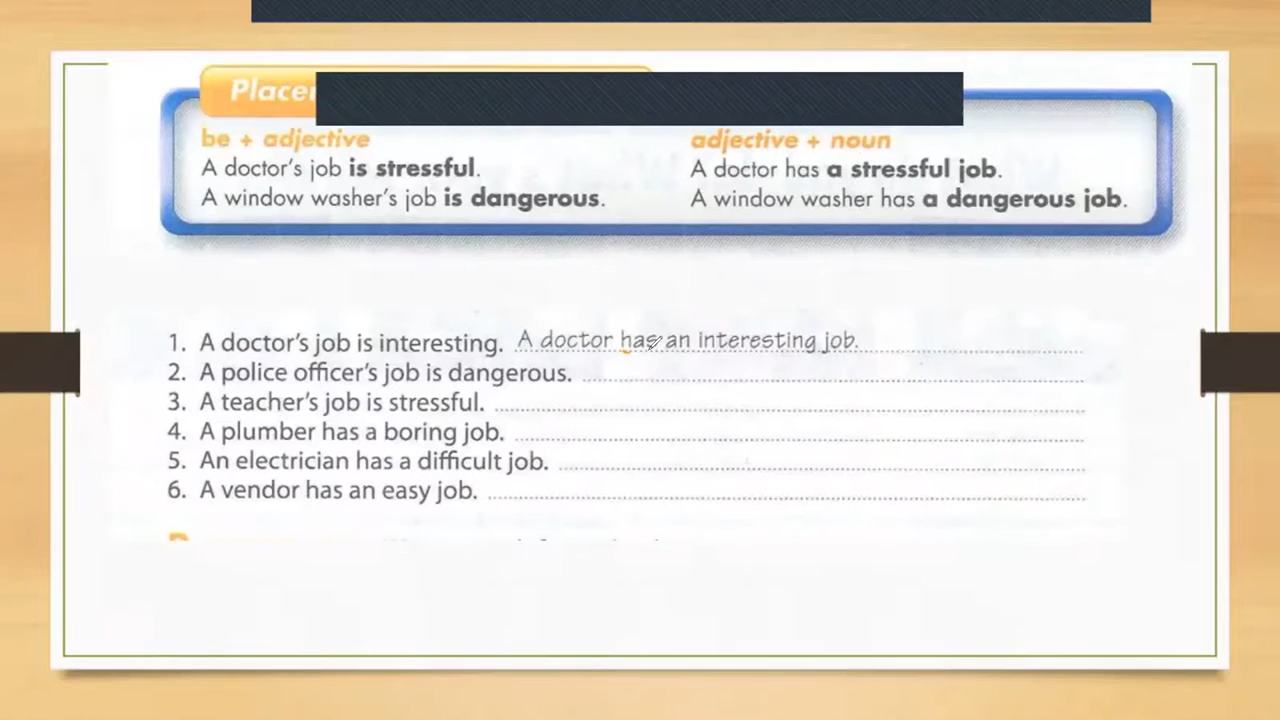 be + adjective
A doctor's job is stressful.
A window washer's job is dangerous.
adjective + noun
A doctor has a stressful job.
A window washer has a dangerous job.
1. A doctor's job is interesting. A doctor has an interesting job.
2. A police officer's job is dangerous.
3. A teacher's job is stressful.
4. A plumber has a boring job.
5. An electrician has a difficult job.
6. A vendor has an easy job.